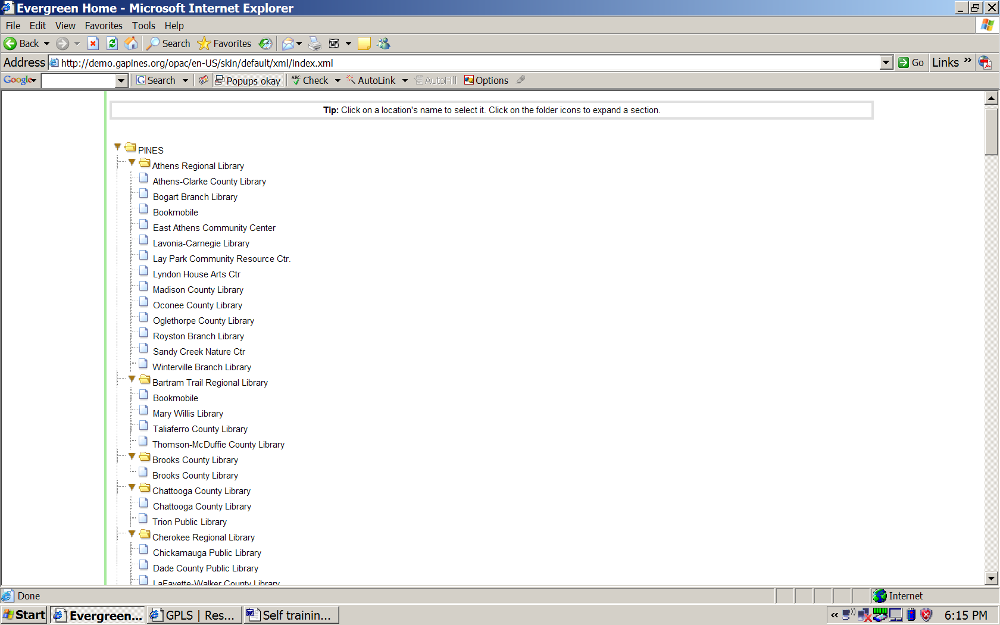 Evergreen Home - Microsoft Internet Explorer
File Edit View Favorites Tools Help
Back Search Favorites
Address http://demo.gapines.org/opac/en-US/skin/default/xml/index.xml Go Links »
Google Search Popups okay Check AutoLink AutoFill Options
Tip: Click on a location's name to select it. Click on the folder icons to expand a section.
PINES
Athens Regional Library
Athens-Clarke County Library
Bogart Branch Library
Bookmobile
East Athens Community Center
Lavonia-Carnegie Library
Lay Park Community Resource Ctr.
Lyndon House Arts Ctr
Madison County Library
Oconee County Library
Oglethorpe County Library
Royston Branch Library
Sandy Creek Nature Ctr
Winterville Branch Library
Bartram Trail Regional Library
Bookmobile
Mary Willis Library
Taliaferro County Library
Thomson-McDuffie County Library
Brooks County Library
Brooks County Library
Chattooga County Library
Chattooga County Library
Trion Public Library
Cherokee Regional Library
Chickamauga Public Library
Dade County Public Library
LaFayette-Walker County Library
Done Internet
Start Evergreen... GPLS | Res... Self trainin... « 6:15 PM